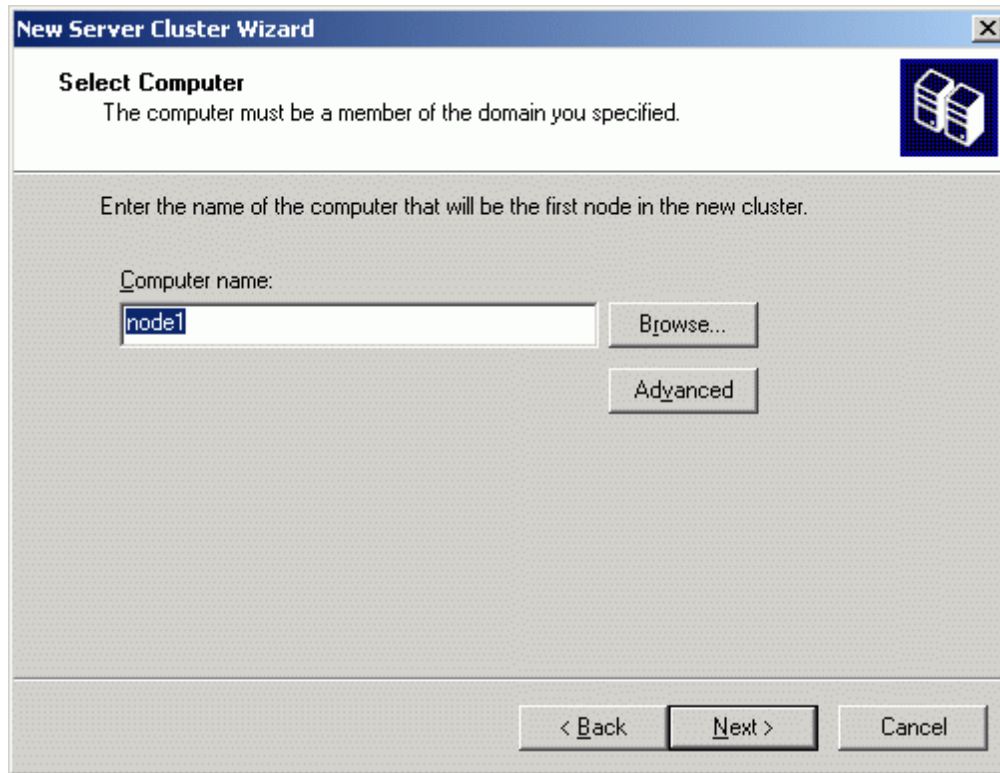 New Server Cluster Wizard
Select Computer
The computer must be a member of the domain you specified.
Enter the name of the computer that will be the first node in the new cluster.
Computer name:
node1
Browse...
Advanced
< Back
Next >
Cancel